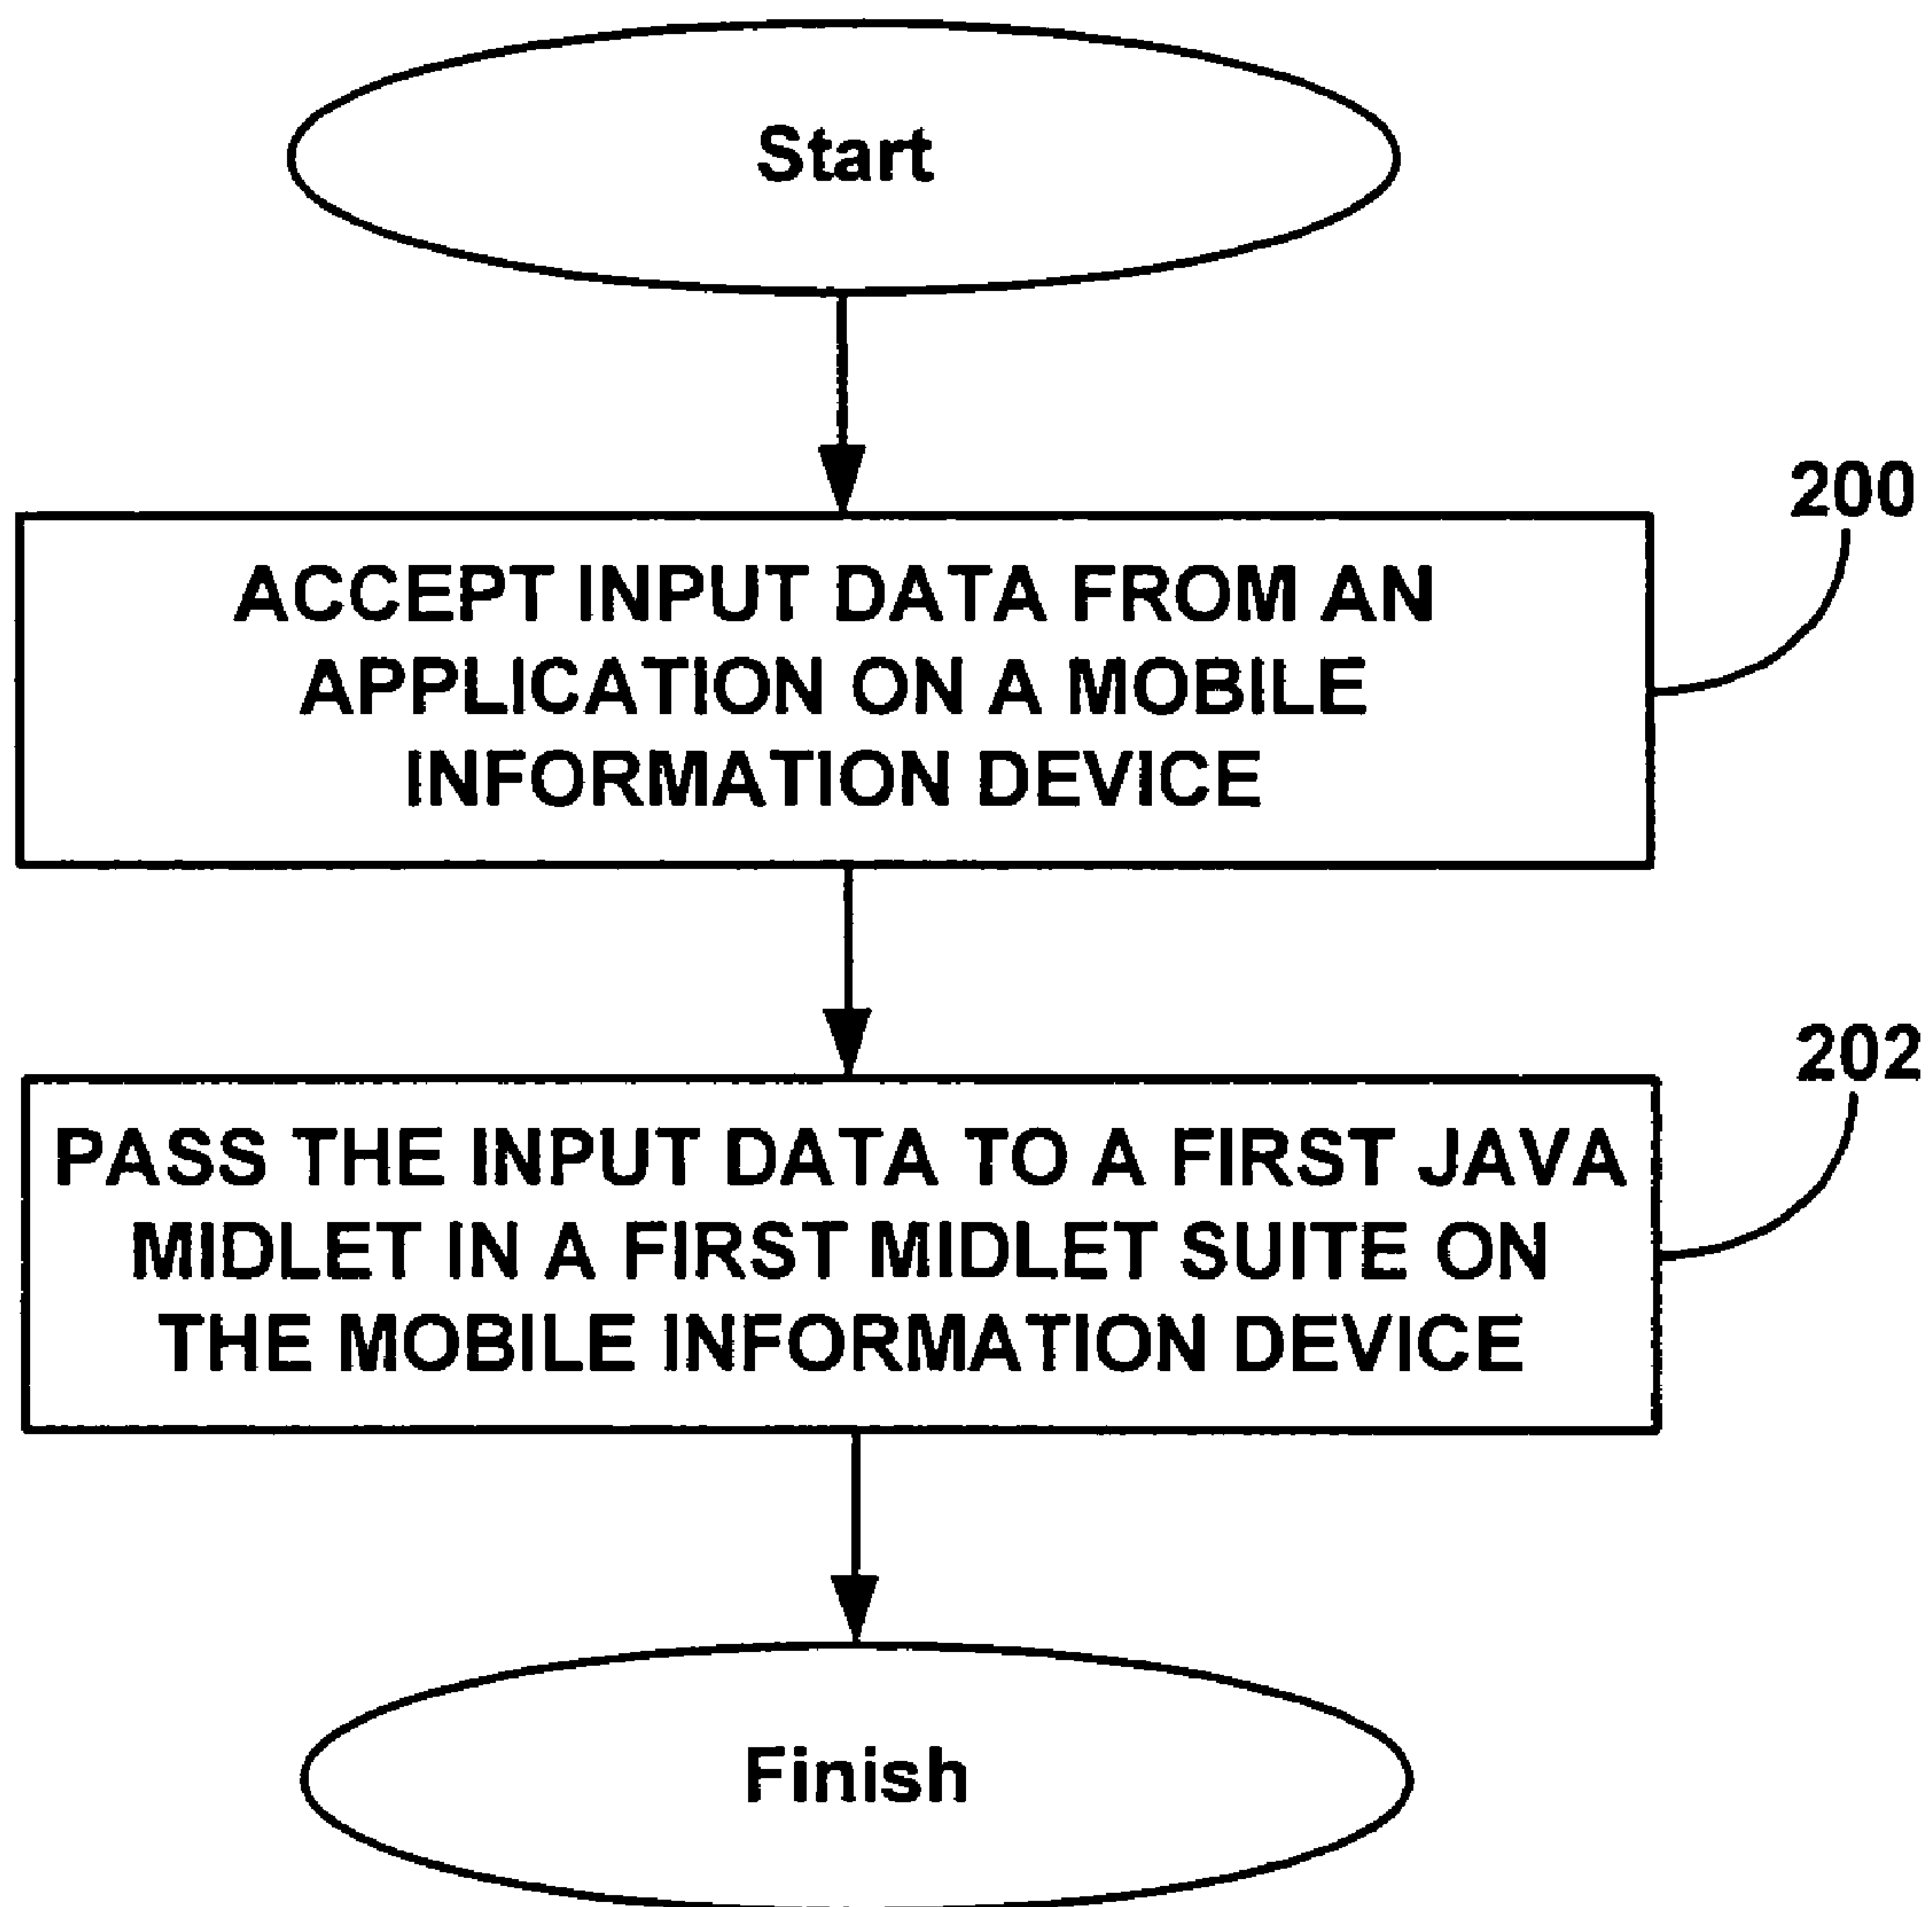 Start
200
ACCEPT INPUT DATA FROM AN
APPLICATION ON A MOBILE
INFORMATION DEVICE
202
PASS THE INPUT DATA TO A FIRST JAVA
MIDLET IN A FIRST MIDLET SUITE ON
THE MOBILE INFORMATION DEVICE
Finish